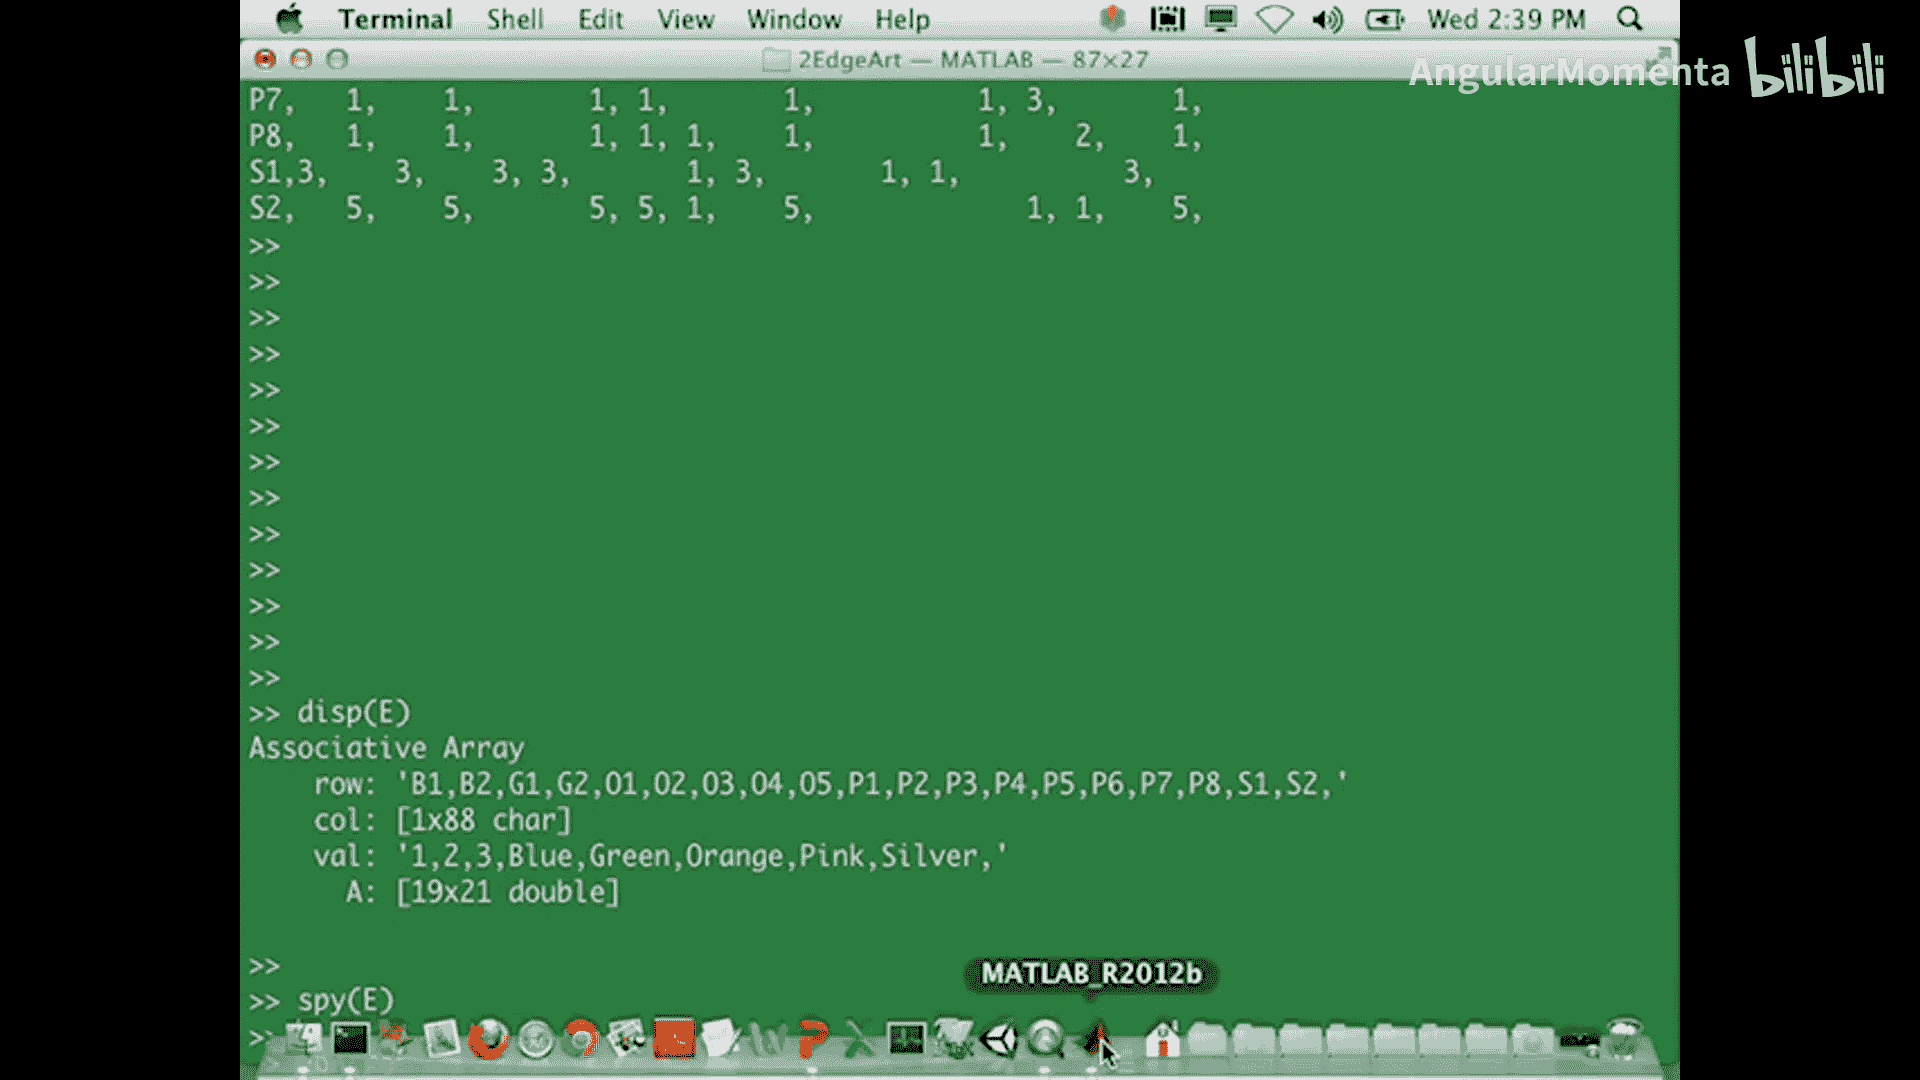 Terminal Shell Edit View Window Help Wed 2:39 PM
2EdgeArt — MATLAB — 87×27
AngularMomenta bilibili
P7, 1, 1, 1, 1, 1, 1, 3, 1,
P8, 1, 1, 1, 1, 1, 1, 1, 2, 1,
S1,3, 3, 3, 3, 1, 3, 1, 1, 3,
S2, 5, 5, 5, 5, 1, 5, 1, 1, 5,
>>
>>
>>
>>
>>
>>
>>
>>
>>
>>
>>
>>
>>
>> disp(E)
Associative Array
row: 'B1,B2,G1,G2,O1,O2,O3,O4,O5,P1,P2,P3,P4,P5,P6,P7,P8,S1,S2,'
col: [1x88 char]
val: '1,2,3,Blue,Green,Orange,Pink,Silver,'
A: [19x21 double]
>>
MATLAB_R2012b
>> spy(E)
>>